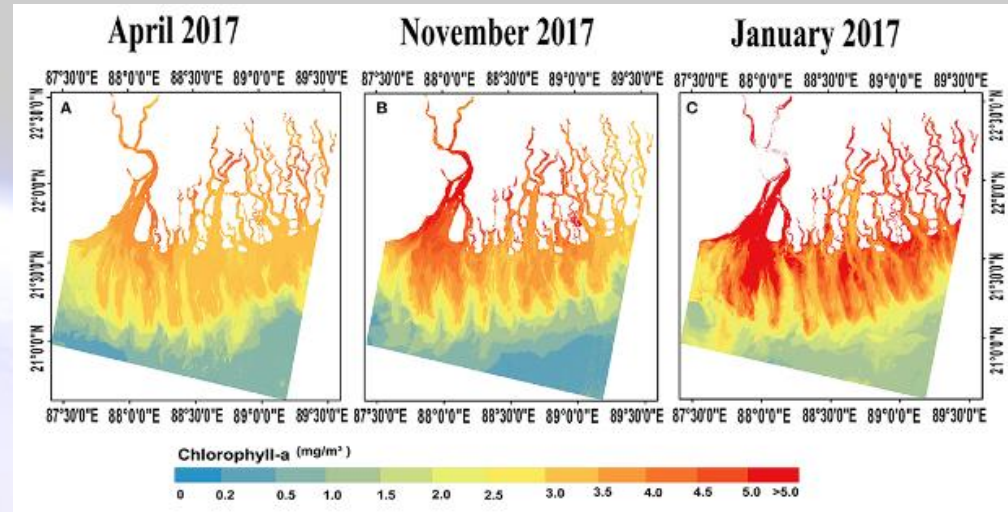 April 2017
November 2017
January 2017
87°30'0"E 88°0'0"E 88°30'0"E 89°0'0"E 89°30'0"E
87°30'0"E 88°0'0"E 88°30'0"E 89°0'0"E 89°30'0"E
87°30'0"E 88°0'0"E 88°30'0"E 89°0'0"E 89°30'0"E
A
B
C
22°30'0"N
22°0'0"N
21°30'0"N
21°0'0"N
22°30'0"N
22°0'0"N
21°30'0"N
21°0'0"N
87°30'0"E 88°0'0"E 88°30'0"E 89°0'0"E 89°30'0"E
87°30'0"E 88°0'0"E 88°30'0"E 89°0'0"E 89°30'0"E
87°30'0"E 88°0'0"E 88°30'0"E 89°0'0"E 89°30'0"E
Chlorophyll-a (mg/m³)
0 0.2 0.5 1.0 1.5 2.0 2.5 3.0 3.5 4.0 4.5 5.0 >5.0